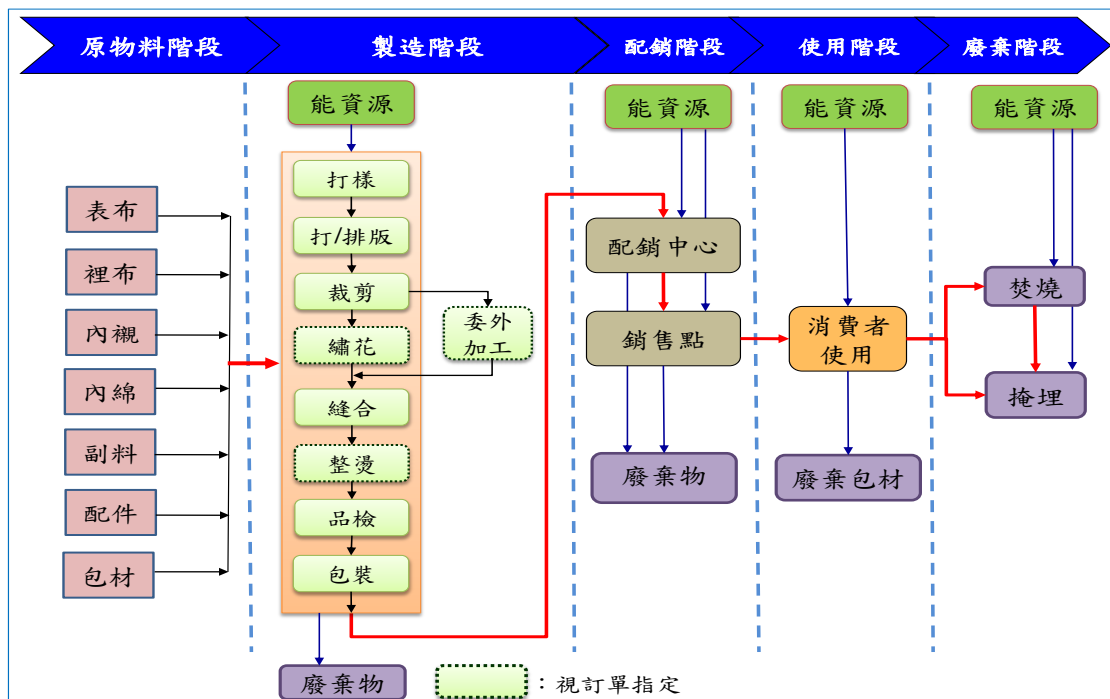 原物料階段
製造階段
配銷階段
使用階段
廢棄階段
能資源
能資源
能資源
能資源
表布
裡布
內襯
內綿
副料
配件
包材
打樣
打/排版
裁剪
繡花
委外
加工
縫合
整燙
品檢
包裝
廢棄物
配銷中心
銷售點
廢棄物
消費者
使用
廢棄包材
焚燒
掩埋
：視訂單指定